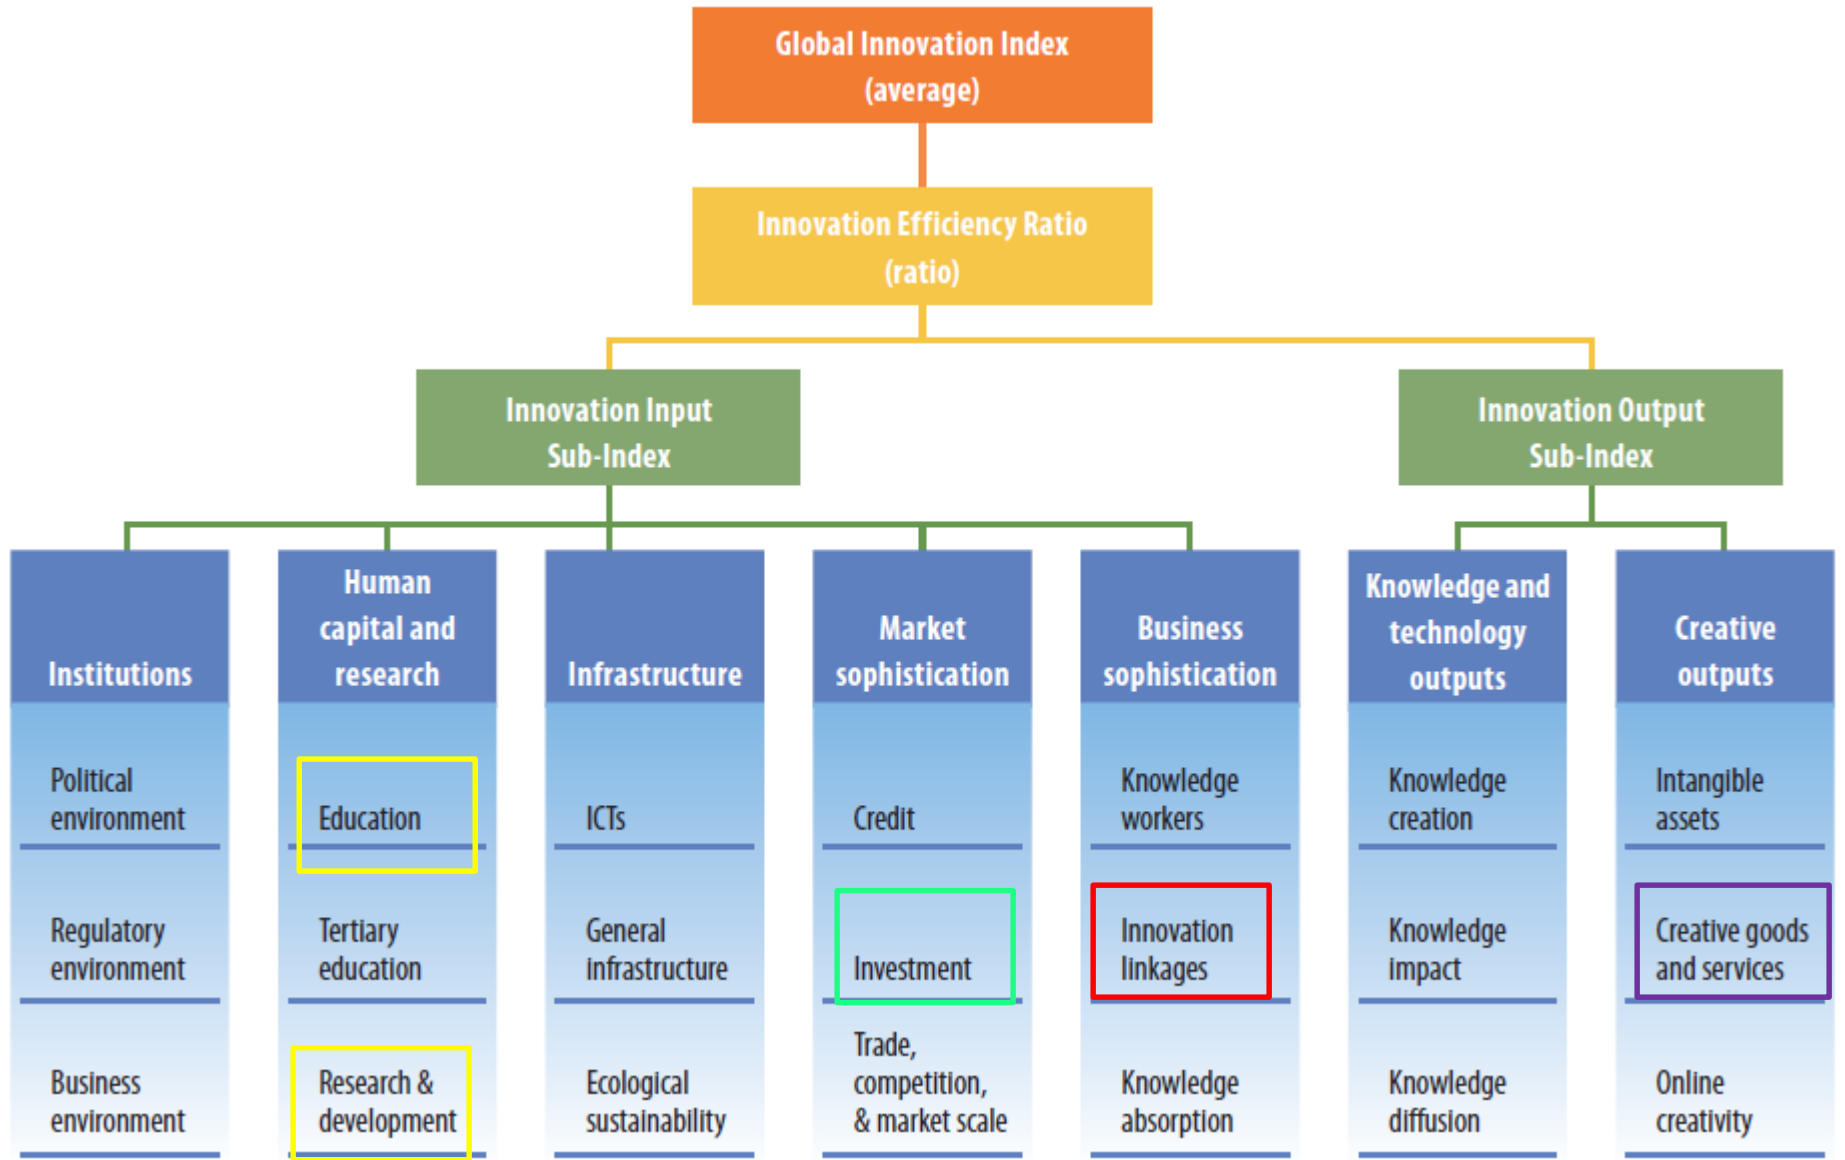 Global Innovation Index
(average)
Innovation Efficiency Ratio
(ratio)
Innovation Input
Sub-Index
Innovation Output
Sub-Index
Institutions
Human
capital and
research
Infrastructure
Market
sophistication
Business
sophistication
Knowledge and
technology
outputs
Creative
outputs
Political
environment
Education
ICTs
Credit
Knowledge
workers
Knowledge
creation
Intangible
assets
Regulatory
environment
Tertiary
education
General
infrastructure
Investment
Innovation
linkages
Knowledge
impact
Creative goods
and services
Business
environment
Research &
development
Ecological
sustainability
Trade,
competition,
& market scale
Knowledge
absorption
Knowledge
diffusion
Online
creativity